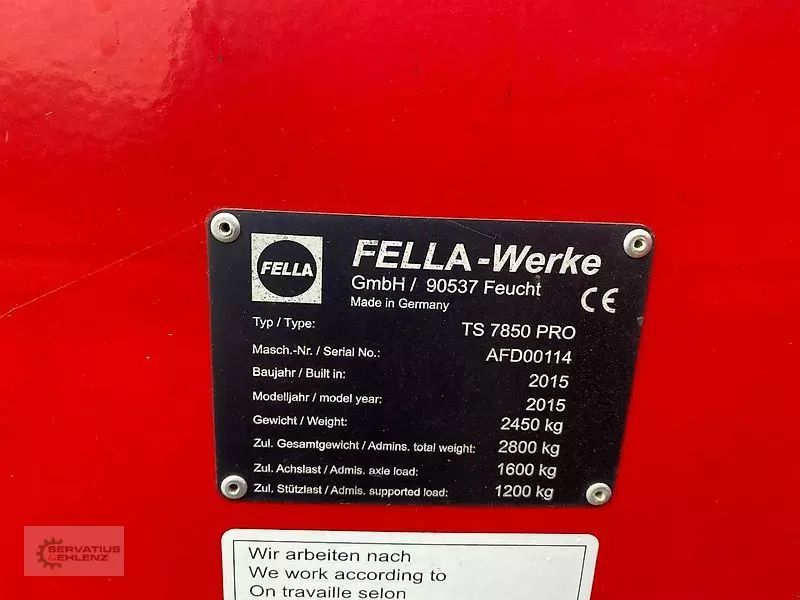 FELLA
FELLA-Werke
GmbH / 90537 Feucht
Made in Germany
CE
Typ / Type: TS 7850 PRO
Masch.-Nr. / Serial No.: AFD00114
Baujahr / Built in: 2015
Modelljahr / model year: 2015
Gewicht / Weight: 2450 kg
Zul. Gesamtgewicht / Admins. total weight: 2800 kg
Zul. Achslast / Admis. axle load: 1600 kg
Zul. Stützlast / Admis. supported load: 1200 kg
Wir arbeiten nach
We work according to
On travaille selon
SERVATIUS
&EHLENZ